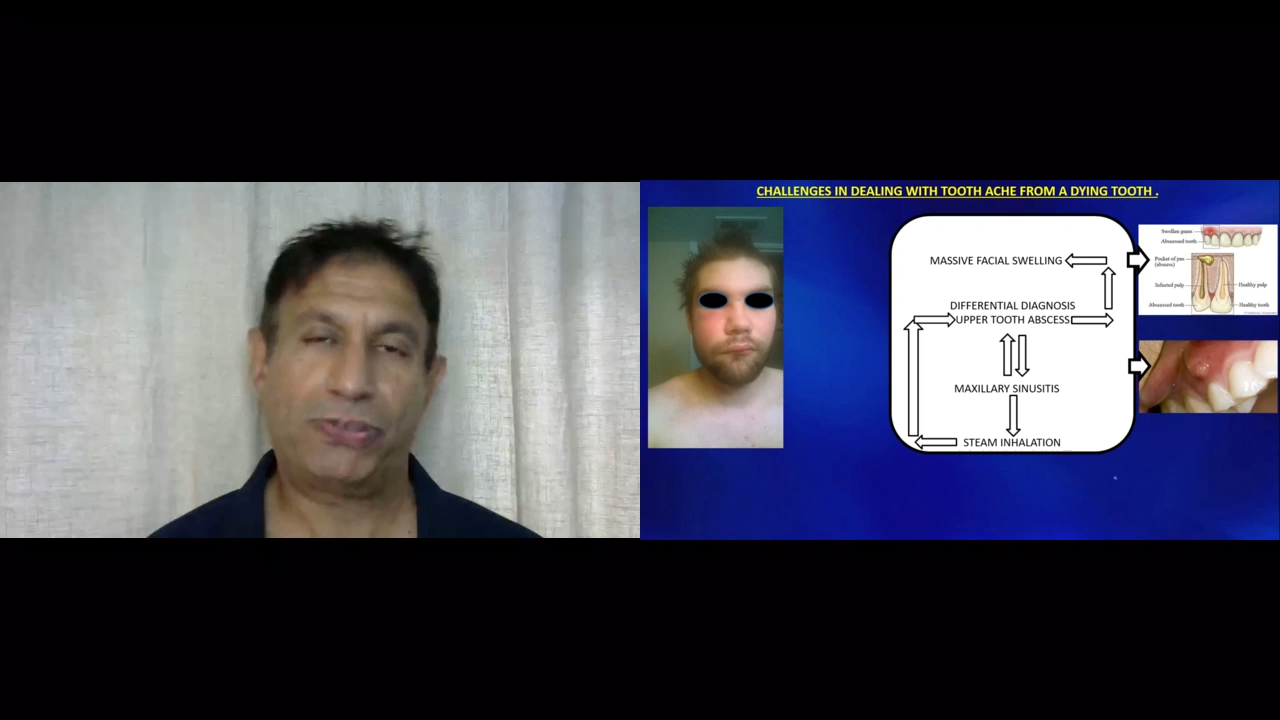 CHALLENGES IN DEALING WITH TOOTH ACHE FROM A DYING TOOTH .
MASSIVE FACIAL SWELLING
DIFFERENTIAL DIAGNOSIS
UPPER TOOTH ABSCESS
MAXILLARY SINUSITIS
STEAM INHALATION
Swollen gums
Abscessed tooth
Pocket of pus
(abscess)
Infected pulp
Healthy pulp
Abscessed tooth
Healthy tooth